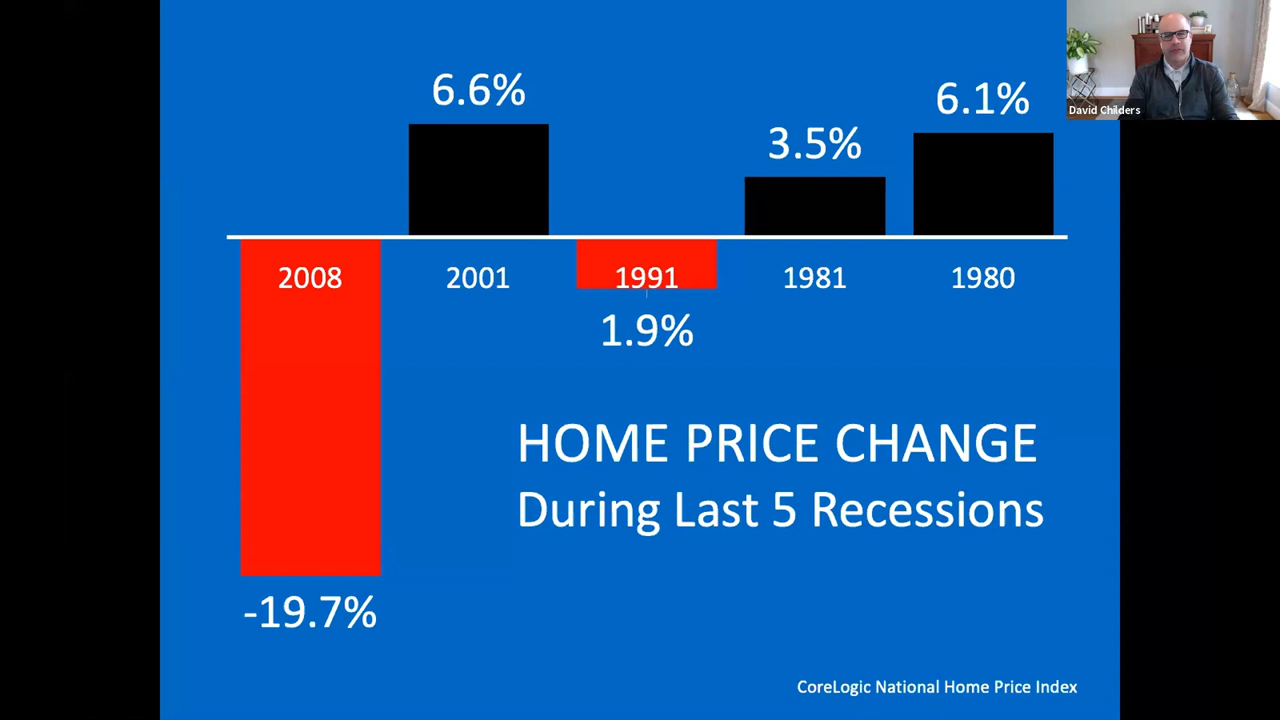 6.6%
6.1%
David Childers
3.5%
2008
2001
1991
1981
1980
1.9%
HOME PRICE CHANGE
During Last 5 Recessions
-19.7%
CoreLogic National Home Price Index